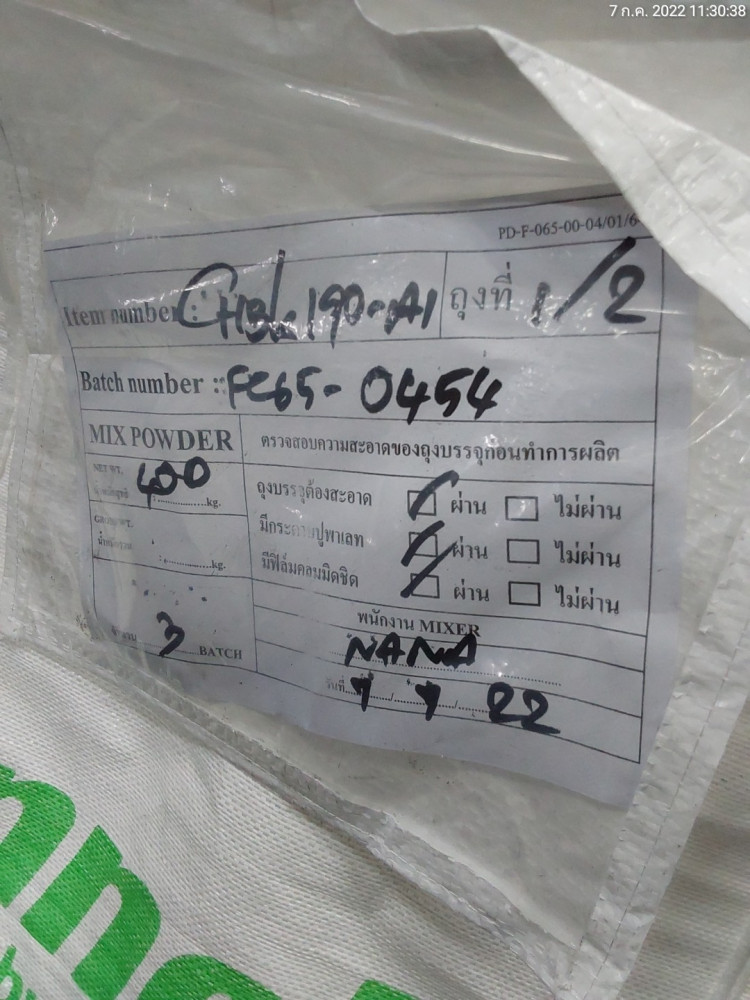 7 ก.ค. 2022 11:30:38
PD-F-065-00-04/01/6
Item number : CHBL190-A1 ถุงที่ 1/2
Batch number : FC65-0454
MIX POWDER
ตรวจสอบความสะอาดของถุงบรรจุก่อนทำการผลิต
NET WT.
น้ำหนักสุทธิ : 400 kg.
น้ำหนักรวม : kg.
ถุงบรรจุต้องสะอาด ☑ ผ่าน ☐ ไม่ผ่าน
มีกระดาษปูพาเลท ☑ ผ่าน ☐ ไม่ผ่าน
มีฟิล์มคลุมมิดชิด ☑ ผ่าน ☐ ไม่ผ่าน
จำนวน 3 BATCH
พนักงาน MIXER
NANA
วันที่ 7 / 7 / 22